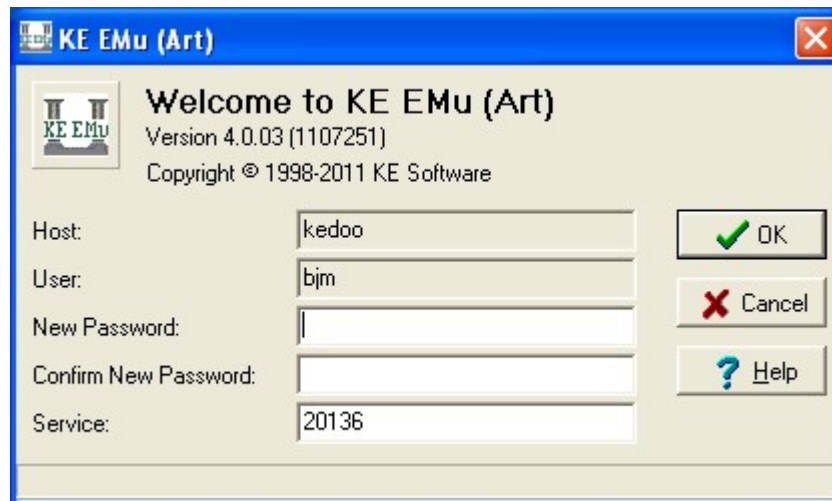 KE EMu (Art)
KE EMu
Welcome to KE EMu (Art)
Version 4.0.03 (1107251)
Copyright © 1998-2011 KE Software
Host: kedoo
OK
User: bjm
Cancel
New Password:
Confirm New Password:
Help
Service: 20136